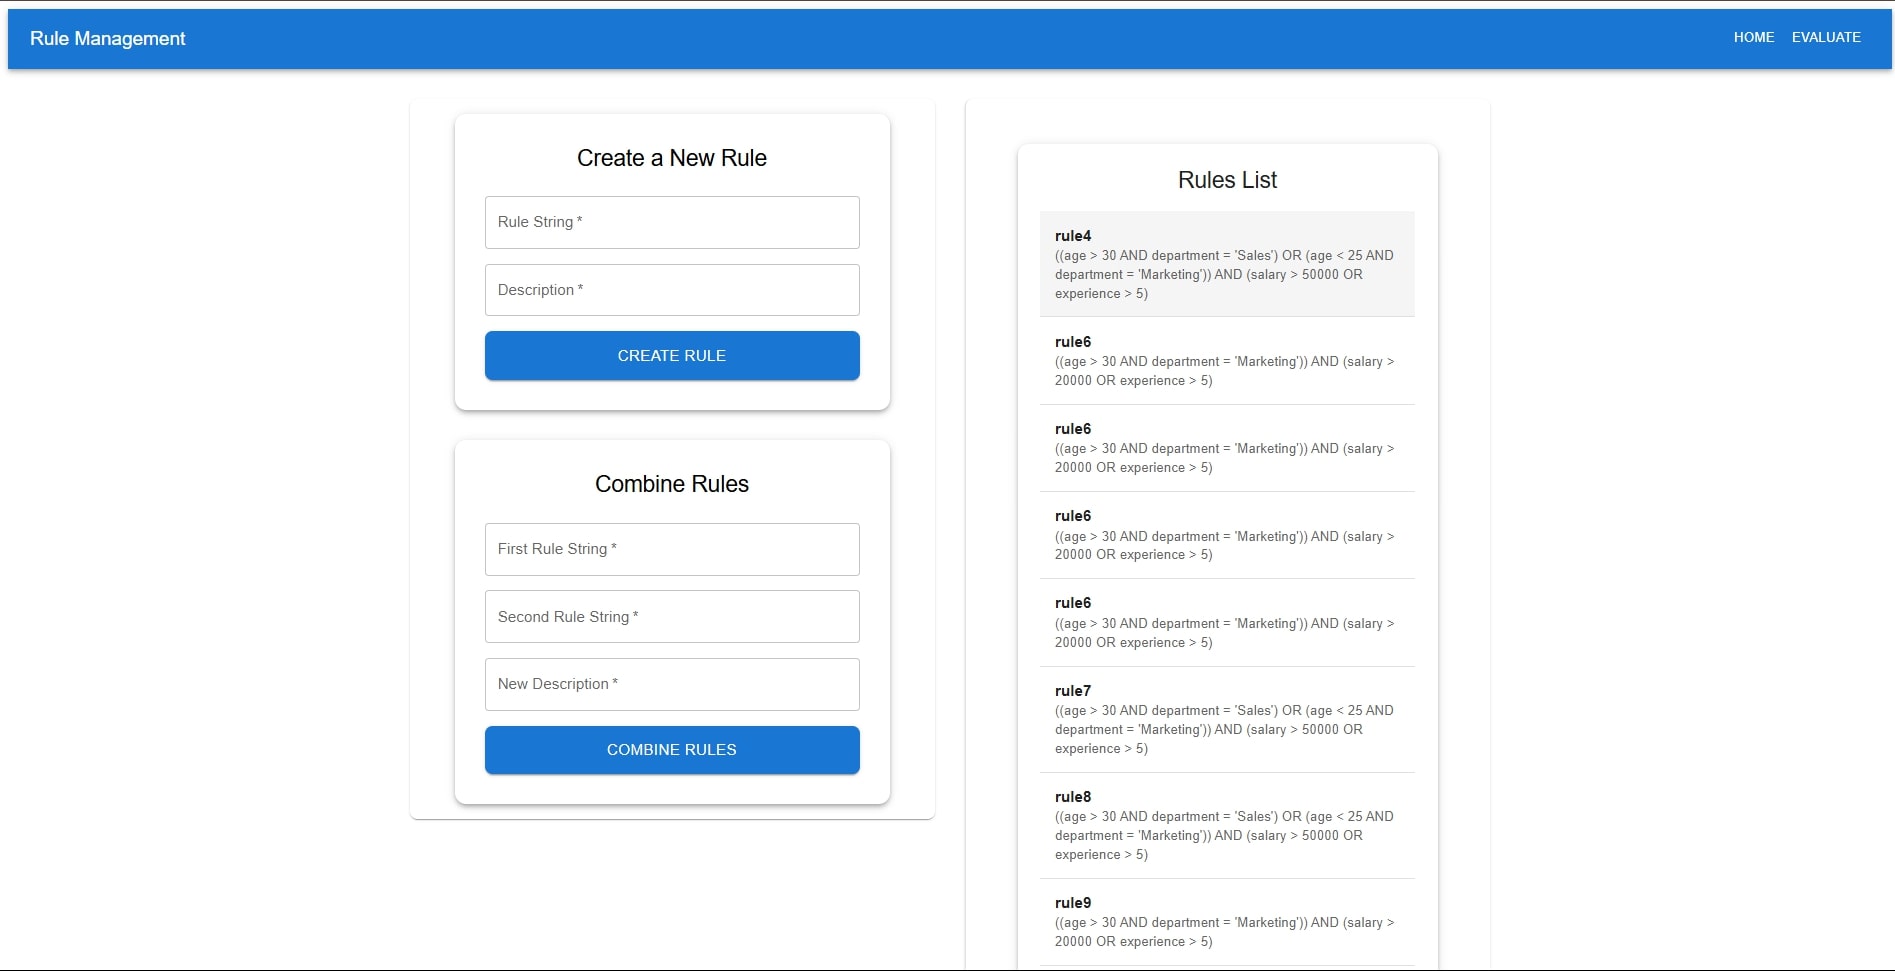 Rule Management
HOME
EVALUATE
Create a New Rule
Rule String *
Description *
CREATE RULE
Combine Rules
First Rule String *
Second Rule String *
New Description *
COMBINE RULES
Rules List
rule4
((age > 30 AND department = 'Sales') OR (age < 25 AND
department = 'Marketing')) AND (salary > 50000 OR
experience > 5)
rule6
((age > 30 AND department = 'Marketing')) AND (salary >
20000 OR experience > 5)
rule6
((age > 30 AND department = 'Marketing')) AND (salary >
20000 OR experience > 5)
rule6
((age > 30 AND department = 'Marketing')) AND (salary >
20000 OR experience > 5)
rule6
((age > 30 AND department = 'Marketing')) AND (salary >
20000 OR experience > 5)
rule7
((age > 30 AND department = 'Sales') OR (age < 25 AND
department = 'Marketing')) AND (salary > 50000 OR
experience > 5)
rule8
((age > 30 AND department = 'Sales') OR (age < 25 AND
department = 'Marketing')) AND (salary > 50000 OR
experience > 5)
rule9
((age > 30 AND department = 'Marketing')) AND (salary >
20000 OR experience > 5)